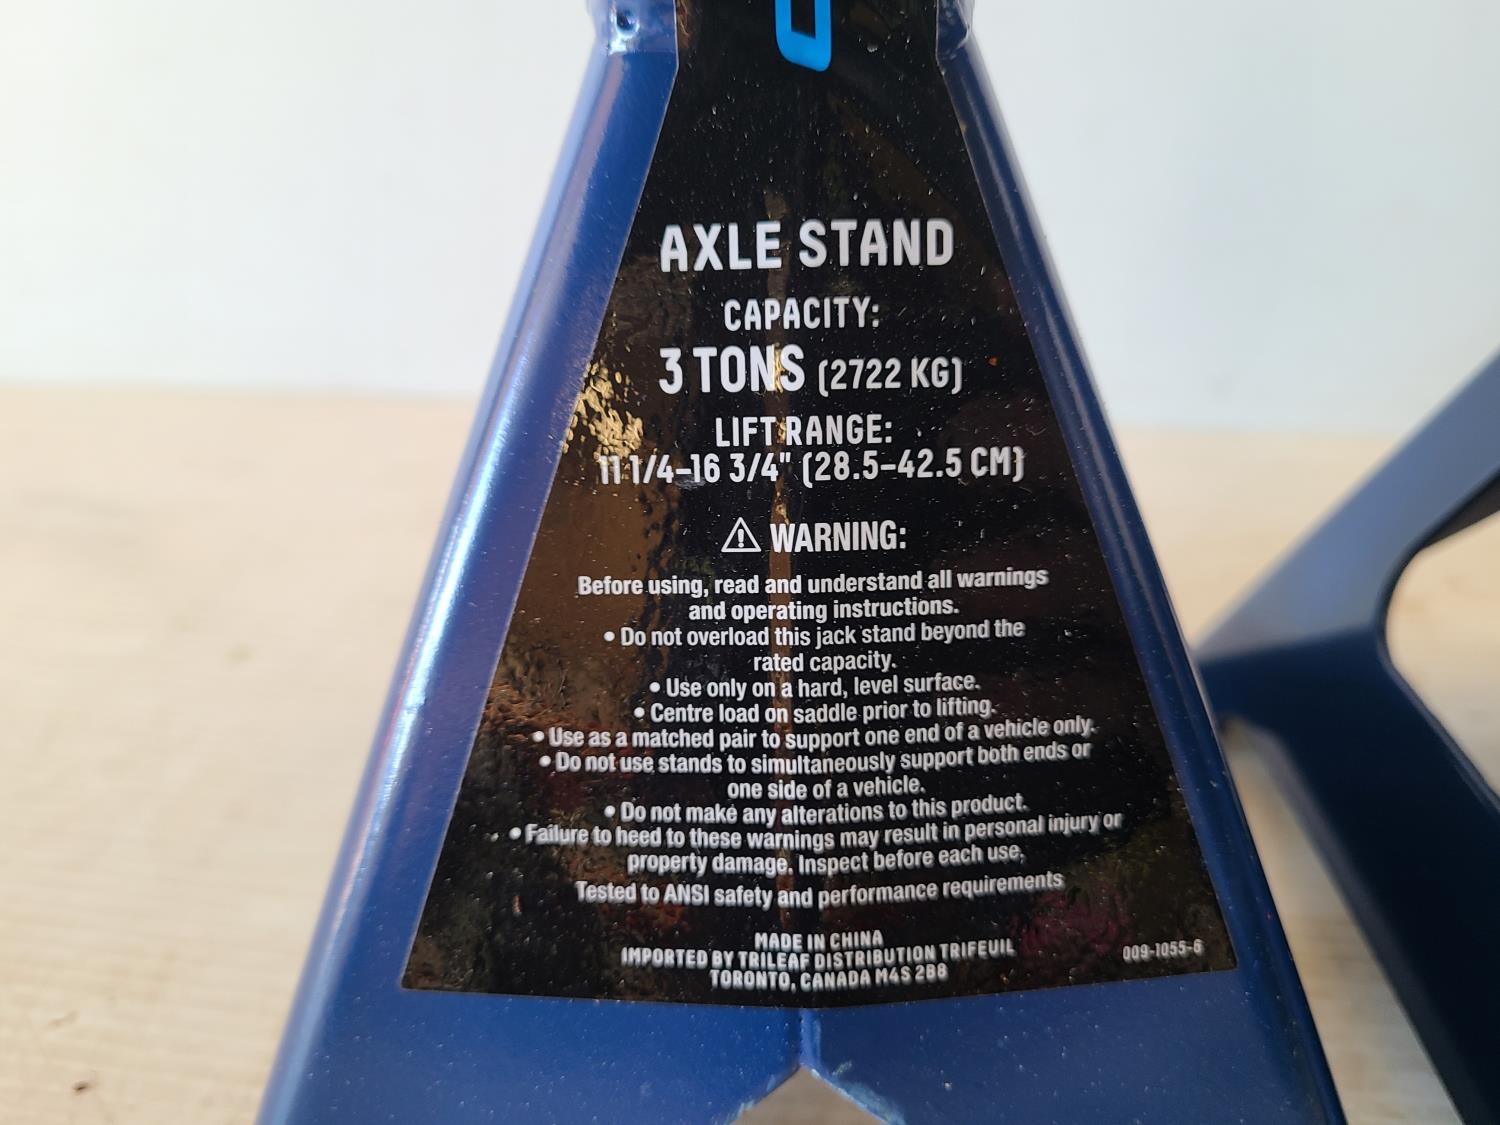 AXLE STAND
CAPACITY:
3 TONS (2722 KG)
LIFT RANGE:
11 1/4–16 3/4" (28.5–42.5 CM)
WARNING:
Before using, read and understand all warnings
and operating instructions.
• Do not overload this jack stand beyond the
rated capacity.
• Use only on a hard, level surface.
• Centre load on saddle prior to lifting.
• Use as a matched pair to support one end of a vehicle only.
• Do not use stands to simultaneously support both ends or
one side of a vehicle.
• Do not make any alterations to this product.
• Failure to heed to these warnings may result in personal injury or
property damage. Inspect before each use.
Tested to ANSI safety and performance requirements
MADE IN CHINA
IMPORTED BY TRILEAF DISTRIBUTION TRIFEUIL
TORONTO, CANADA M4S 2B8
009-1055-6